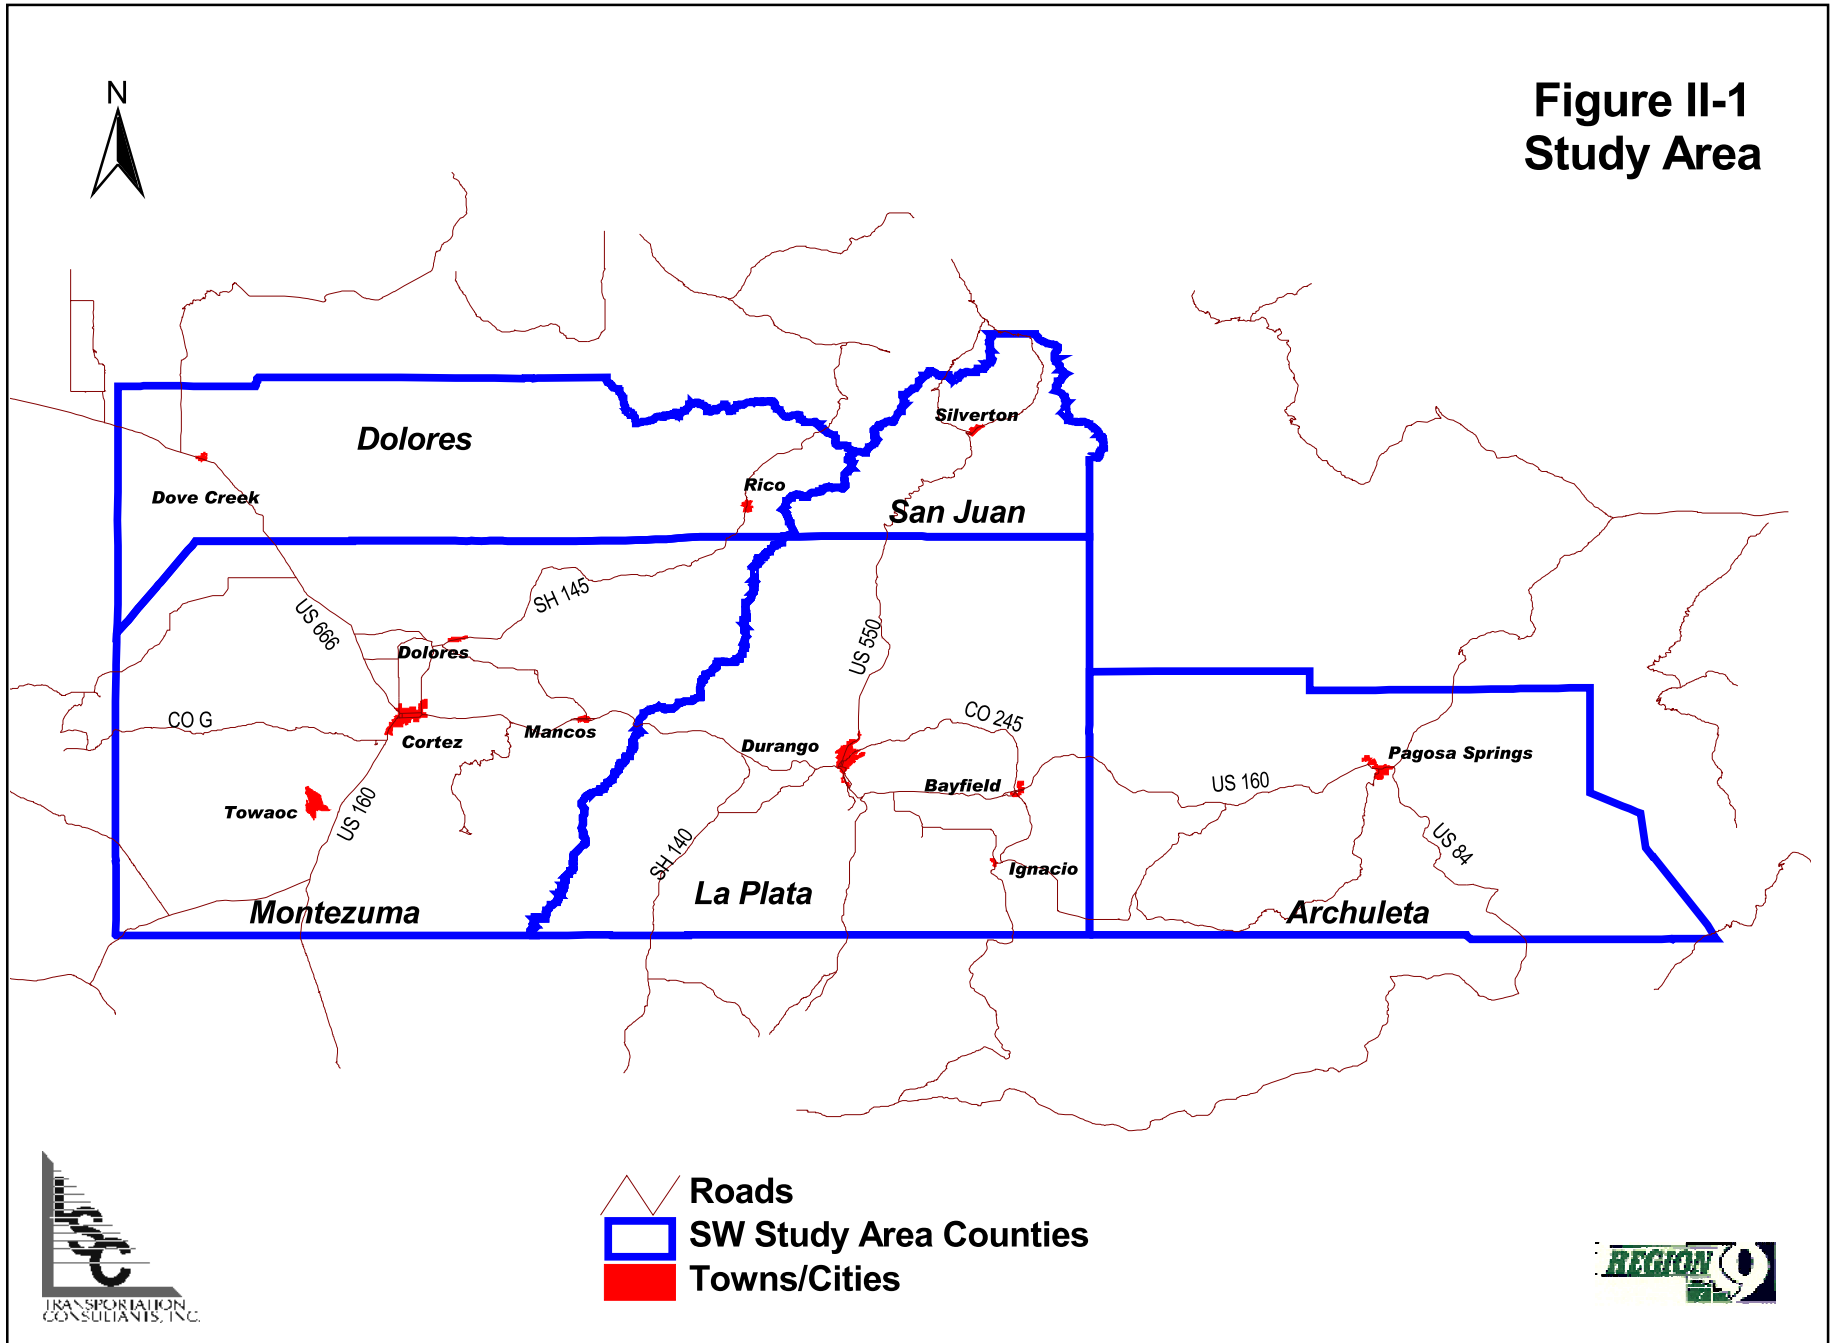 N
Figure II-1
Study Area
Silverton
Dolores
Rico
Dove Creek
San Juan
SH 145
US 666
US 550
Dolores
CO G
CO 245
Mancos
Cortez
Durango
Pagosa Springs
Bayfield
US 160
Towaoc
US 160
US 84
SH 140
Ignacio
La Plata
Montezuma
Archuleta
Roads
SW Study Area Counties
Towns/Cities
LSC
TRANSPORTATION
CONSULTANTS, INC.
REGION 9